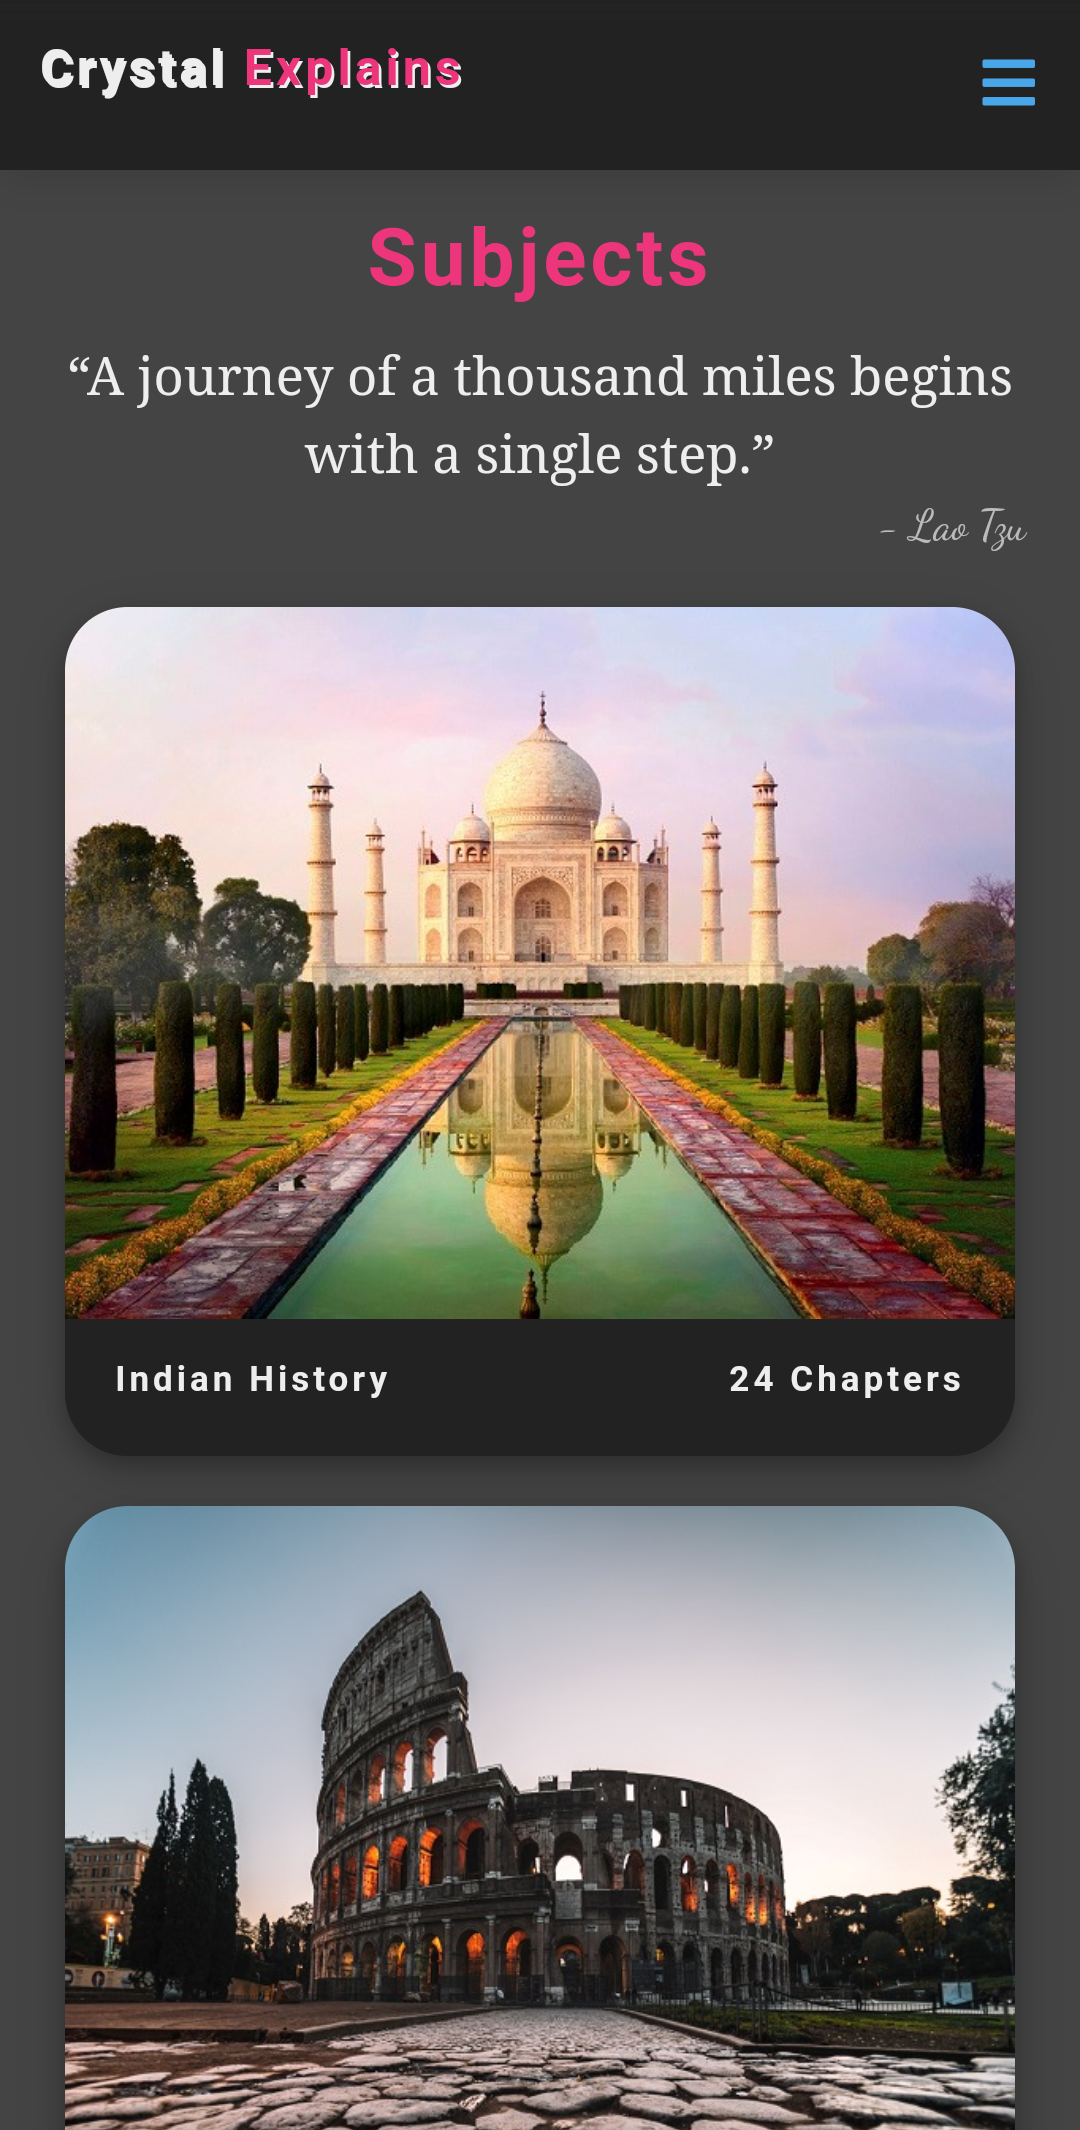 Crystal Explains
Subjects
“A journey of a thousand miles begins
with a single step.”
- Lao Tzu
Indian History
24 Chapters